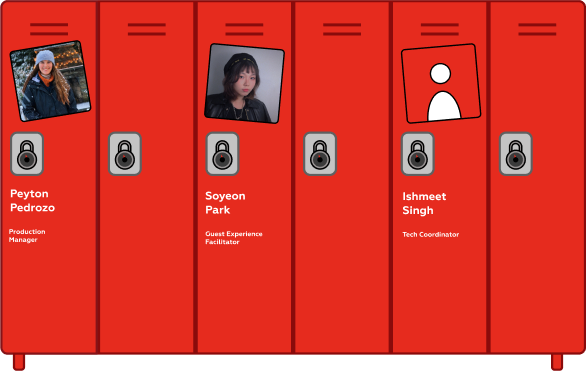 Peyton
Pedrozo
Production
Manager
Soyeon
Park
Guest Experience
Facilitator
Ishmeet
Singh
Tech Coordinator